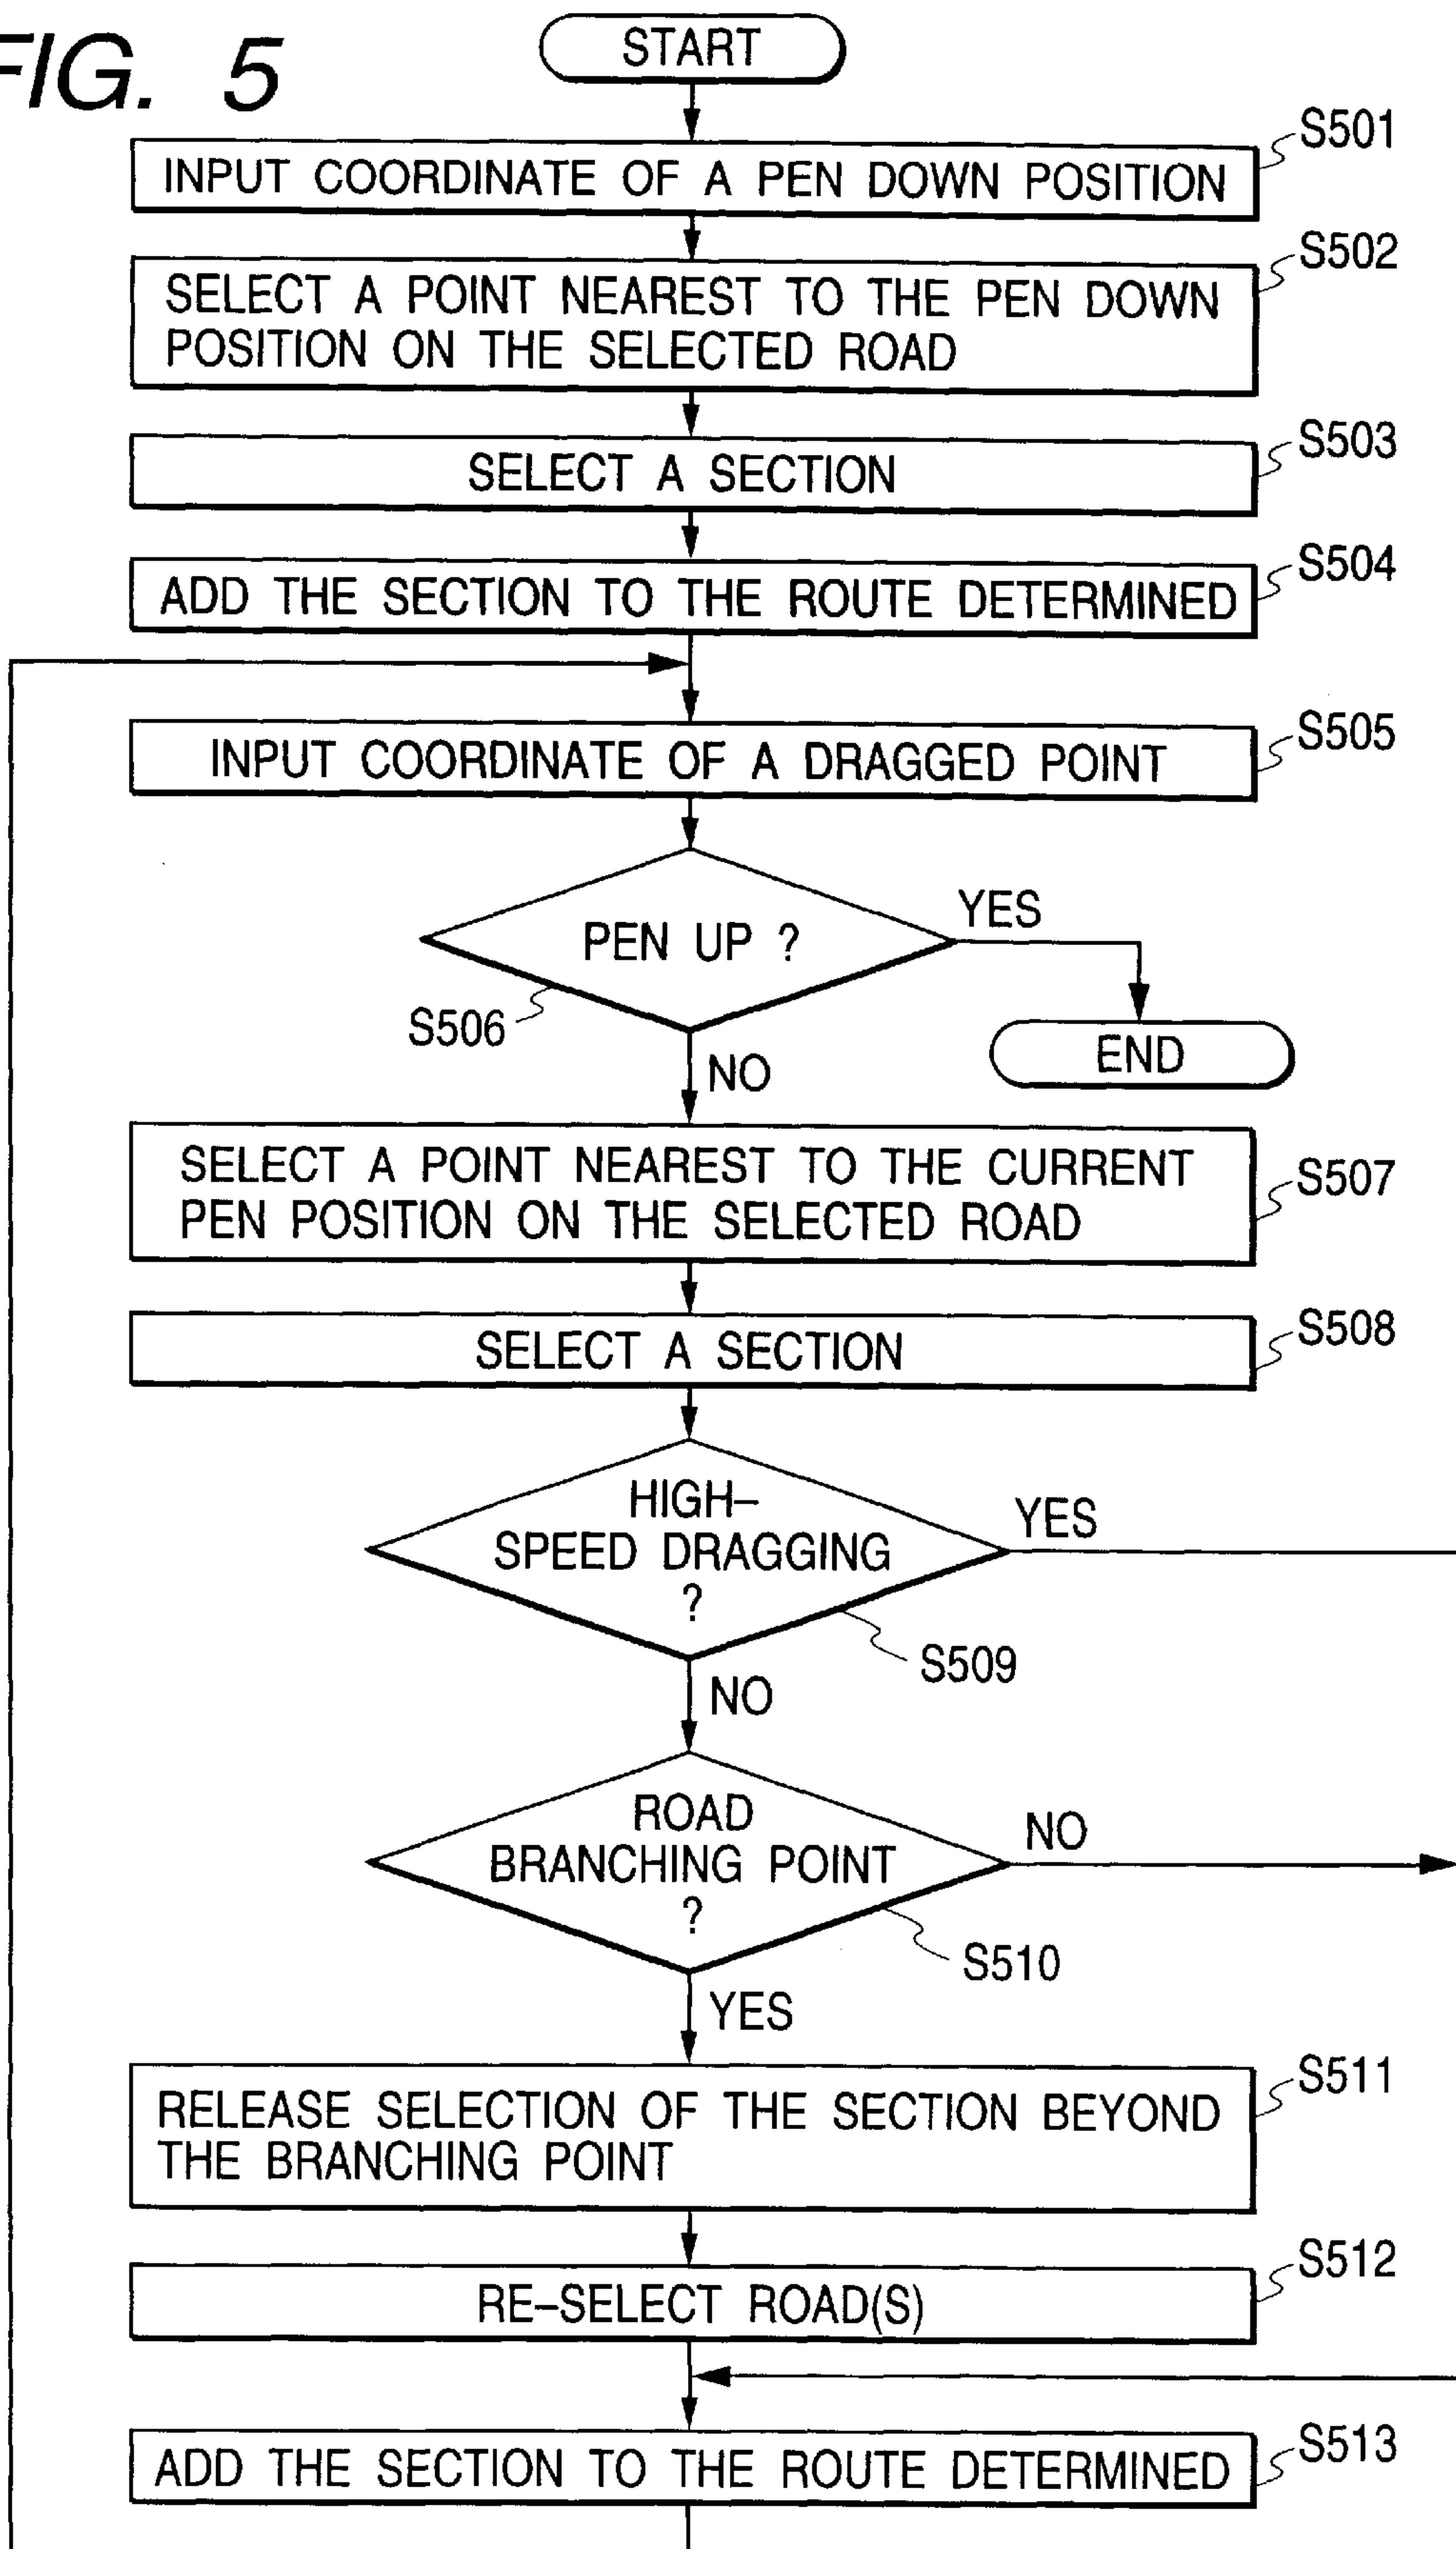 FIG. 5
START
S501
INPUT COORDINATE OF A PEN DOWN POSITION
S502
SELECT A POINT NEAREST TO THE PEN DOWN
POSITION ON THE SELECTED ROAD
S503
SELECT A SECTION
S504
ADD THE SECTION TO THE ROUTE DETERMINED
S505
INPUT COORDINATE OF A DRAGGED POINT
YES
PEN UP ?
S506
END
NO
SELECT A POINT NEAREST TO THE CURRENT
PEN POSITION ON THE SELECTED ROAD
S507
SELECT A SECTION
S508
HIGH–
SPEED DRAGGING
?
YES
S509
NO
ROAD
BRANCHING POINT
?
NO
S510
YES
S511
RELEASE SELECTION OF THE SECTION BEYOND
THE BRANCHING POINT
S512
RE–SELECT ROAD(S)
S513
ADD THE SECTION TO THE ROUTE DETERMINED